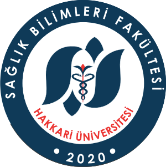 SAĞLIK BİLİMLERİ FAKÜLTESİ
HAKKARİ ÜNİVERSİTESİ
• 2020 •